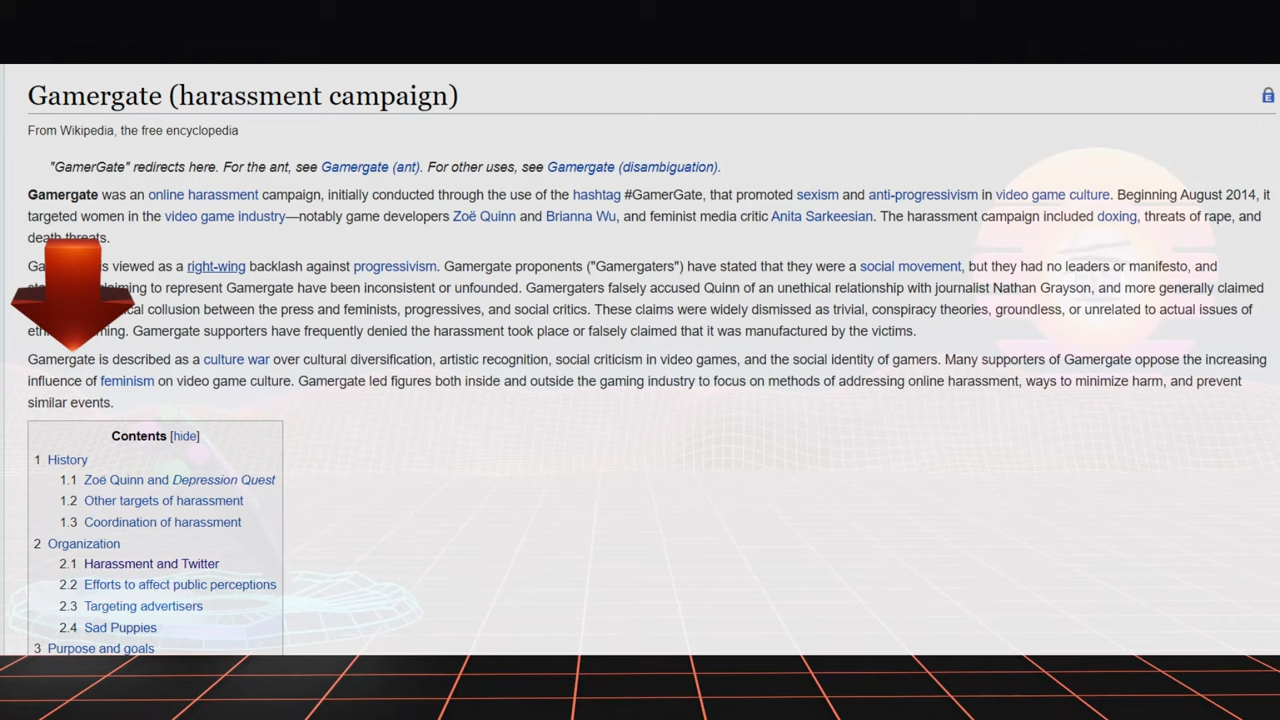 Gamergate (harassment campaign)
From Wikipedia, the free encyclopedia
"GamerGate" redirects here. For the ant, see Gamergate (ant). For other uses, see Gamergate (disambiguation).
Gamergate was an online harassment campaign, initially conducted through the use of the hashtag #GamerGate, that promoted sexism and anti-progressivism in video game culture. Beginning August 2014, it
targeted women in the video game industry—notably game developers Zoë Quinn and Brianna Wu, and feminist media critic Anita Sarkeesian. The harassment campaign included doxing, threats of rape, and
death threats.
is viewed as a right-wing backlash against progressivism. Gamergate proponents ("Gamergaters") have stated that they were a social movement, but they had no leaders or manifesto, and
to represent Gamergate have been inconsistent or unfounded. Gamergaters falsely accused Quinn of an unethical relationship with journalist Nathan Grayson, and more generally claimed
collusion between the press and feminists, progressives, and social critics. These claims were widely dismissed as trivial, conspiracy theories, groundless, or unrelated to actual issues of
Gamergate supporters have frequently denied the harassment took place or falsely claimed that it was manufactured by the victims.
Gamergate is described as a culture war over cultural diversification, artistic recognition, social criticism in video games, and the social identity of gamers. Many supporters of Gamergate oppose the increasing
influence of feminism on video game culture. Gamergate led figures both inside and outside the gaming industry to focus on methods of addressing online harassment, ways to minimize harm, and prevent
similar events.
Contents [hide]
1 History
1.1 Zoë Quinn and Depression Quest
1.2 Other targets of harassment
1.3 Coordination of harassment
2 Organization
2.1 Harassment and Twitter
2.2 Efforts to affect public perceptions
2.3 Targeting advertisers
2.4 Sad Puppies
3 Purpose and goals